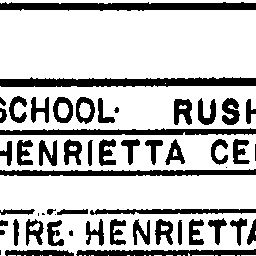 SCHOOL· RUSH
HENRIETTA CE
FIRE· HENRIETTA